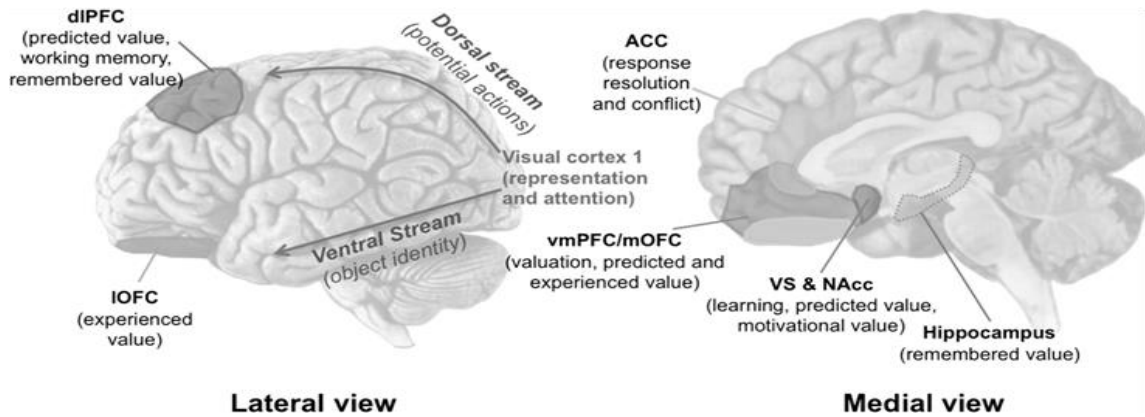 dlPFC
(predicted value,
working memory,
remembered value)
Dorsal stream
(potential actions)
Visual cortex 1
(representation
and attention)
Ventral Stream
(object identity)
lOFC
(experienced
value)
Lateral view
ACC
(response
resolution
and conflict)
vmPFC/mOFC
(valuation, predicted and
experienced value)
VS & NAcc
(learning, predicted value,
motivational value)
Hippocampus
(remembered value)
Medial view